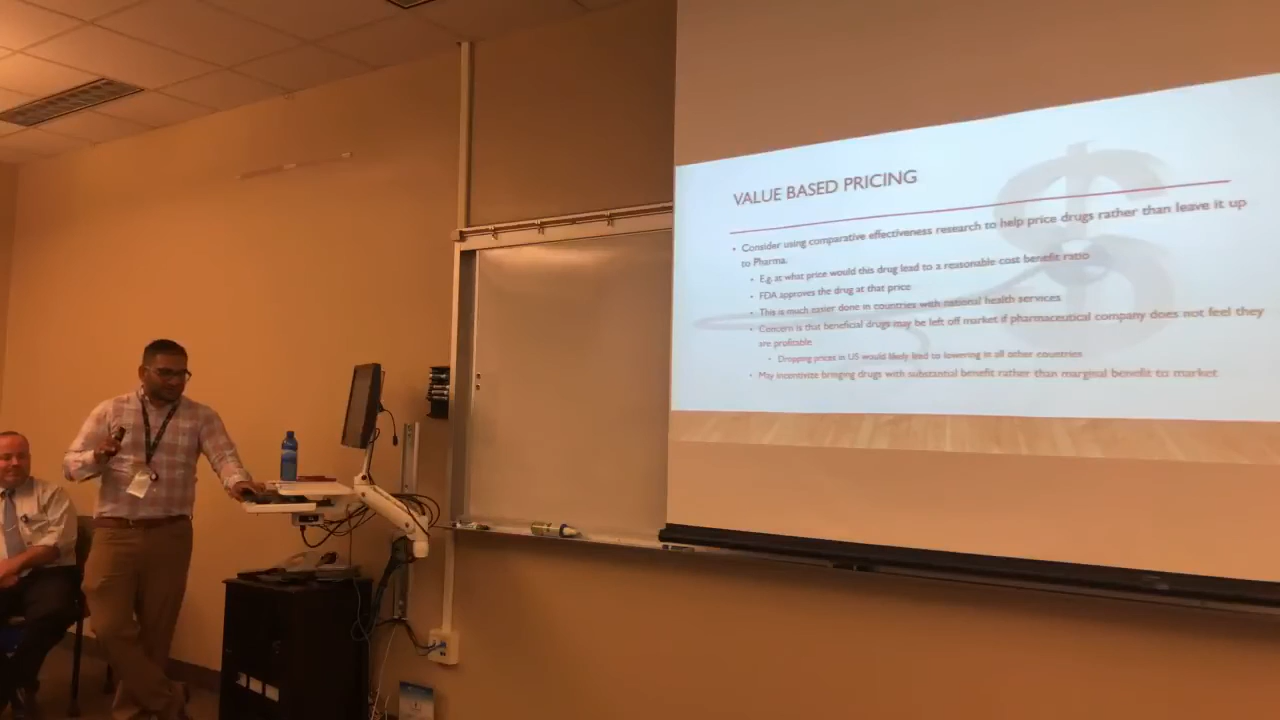 VALUE BASED PRICING
• Consider using comparative effectiveness research to help price drugs rather than leave it up
to Pharma.
• E.g. at what price would this drug lead to a reasonable cost benefit ratio
• FDA approves the drug at that price
• This is much easier done in countries with national health services
• Concern is that beneficial drugs may be left off market if pharmaceutical company does not feel they
are profitable
• Dropping prices in US would likely lead to lowering in all other countries
• May incentivize bringing drugs with substantial benefit rather than marginal benefit to market